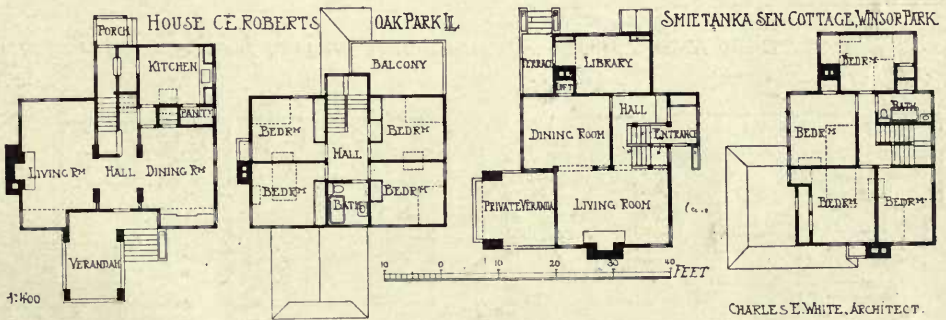 HOUSE C.E. ROBERTS OAK PARK ILL.
SMIETANKA SEN. COTTAGE, WINSOR PARK.
PORCH
KITCHEN
PANTY
LIVING RM
HALL
DINING RM
VERANDAH
1:400
BALCONY
BEDRM
BEDRM
HALL
BEDRM
BATH
BEDRM
TERRACE
LIBRARY
LIFT
HALL
DINING ROOM
ENTRANCE
PRIVATE VERANDA
LIVING ROOM
10 0 10 20 30 40 FEET
BEDRM
BATH
BEDRM
BEDRM
BEDRM
CHARLES E. WHITE, ARCHITECT.